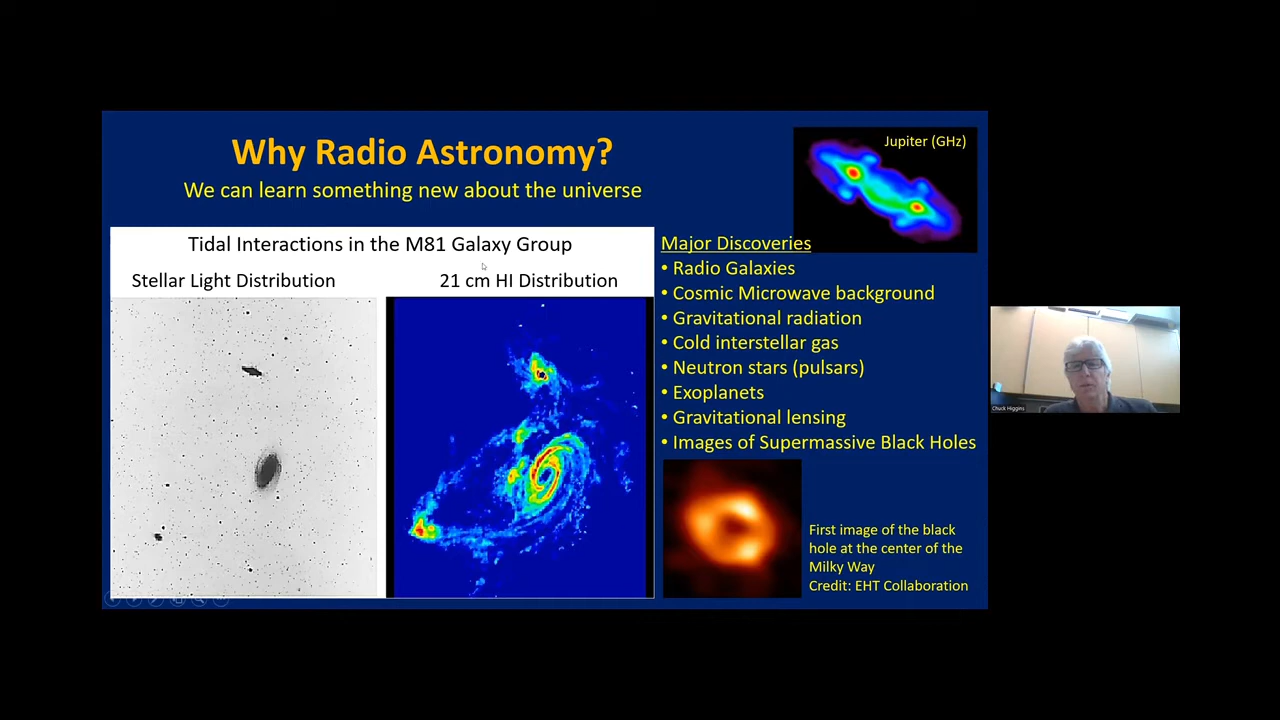 Why Radio Astronomy?
We can learn something new about the universe
Jupiter (GHz)
Tidal Interactions in the M81 Galaxy Group
Stellar Light Distribution
21 cm HI Distribution
Major Discoveries
• Radio Galaxies
• Cosmic Microwave background
• Gravitational radiation
• Cold interstellar gas
• Neutron stars (pulsars)
• Exoplanets
• Gravitational lensing
• Images of Supermassive Black Holes
First image of the black
hole at the center of the
Milky Way
Credit: EHT Collaboration
Chuck Higgins